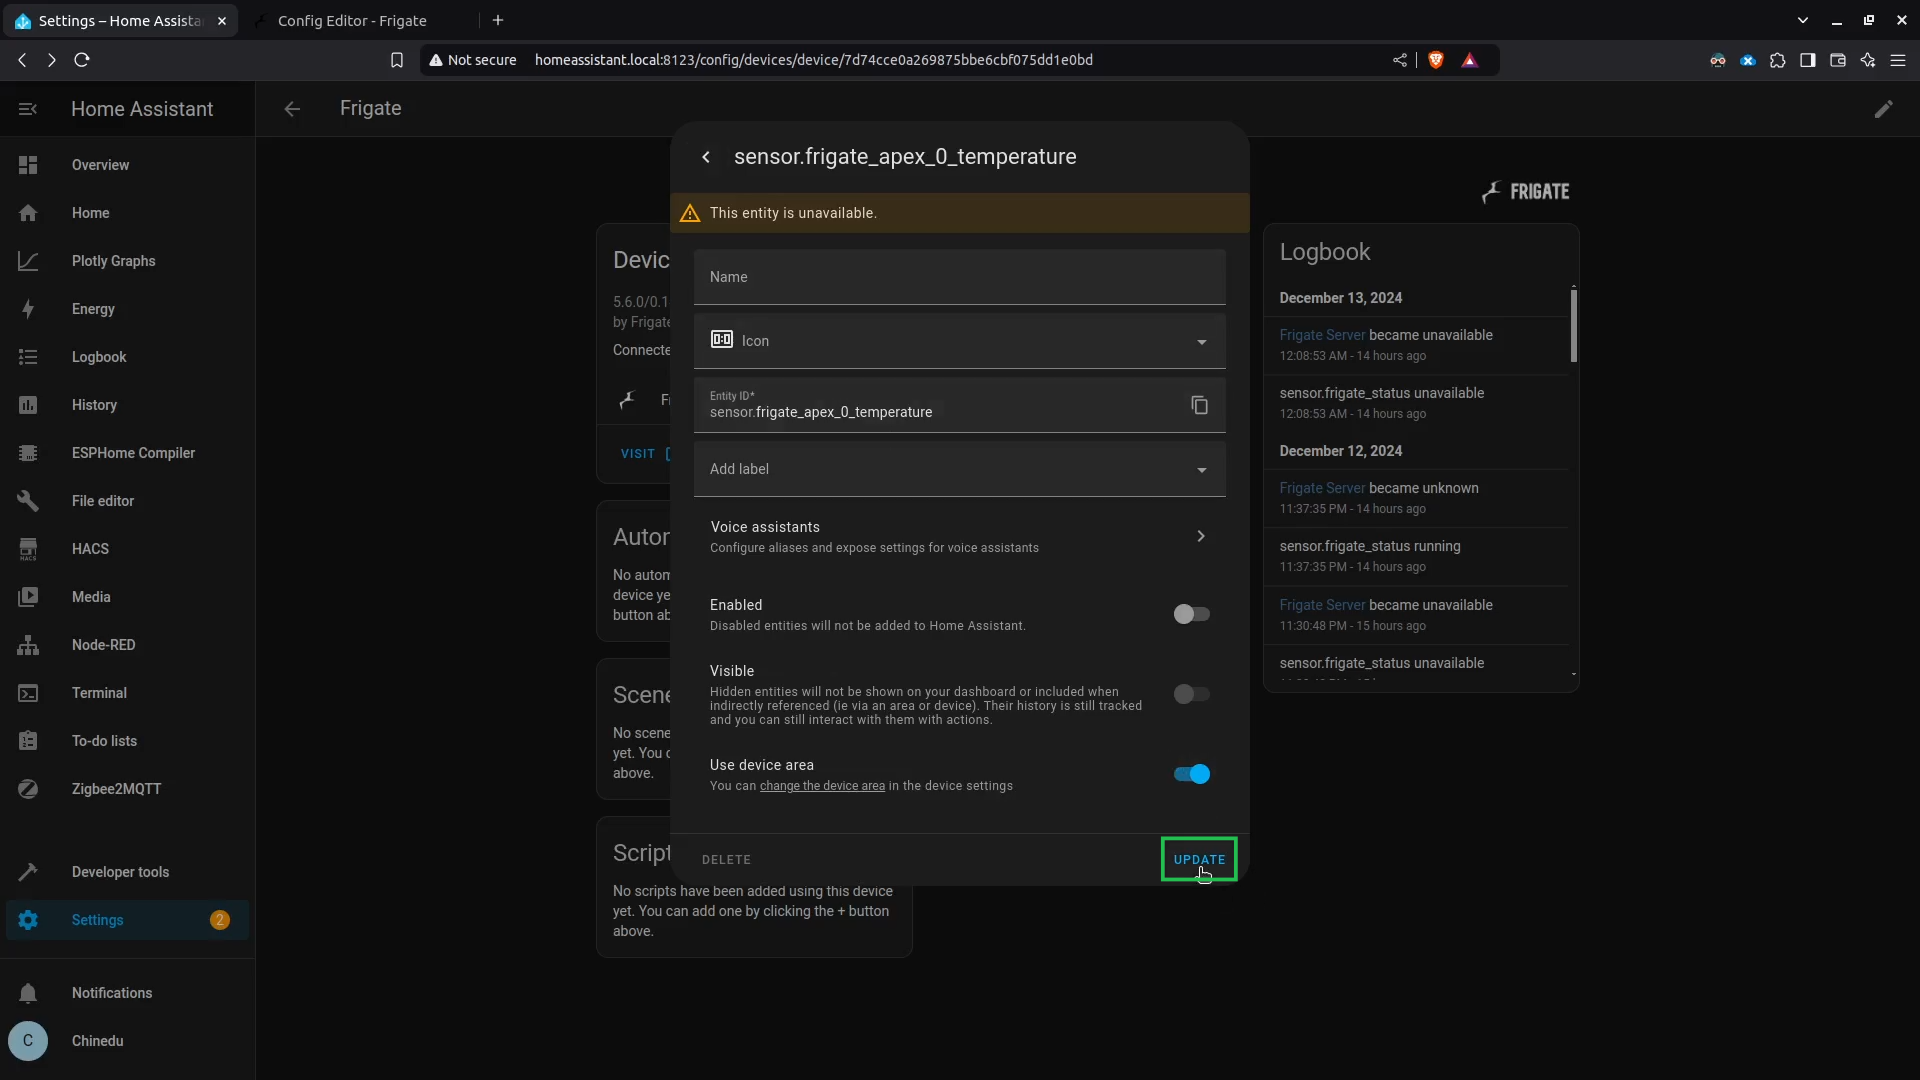 Settings – Home Assista
Config Editor - Frigate
Not secure
homeassistant.local:8123/config/devices/device/7d74cce0a269875bbe6cbf075dd1e0bd
Home Assistant
Overview
Home
Plotly Graphs
Energy
Logbook
History
ESPHome Compiler
File editor
HACS
HACS
Media
Node-RED
Terminal
To-do lists
Zigbee2MQTT
Developer tools
Settings
2
Notifications
C
Chinedu
Frigate
Devic
5.6.0/0.1
by Frigate
Connecte
Fr
VISIT
Autor
No autom
device ye
button ab
Scene
No scene
yet. You c
above.
Script
No scripts have been added using this device
yet. You can add one by clicking the + button
above.
sensor.frigate_apex_0_temperature
This entity is unavailable.
Name
Icon
Entity ID*
sensor.frigate_apex_0_temperature
Add label
Voice assistants
Configure aliases and expose settings for voice assistants
Enabled
Disabled entities will not be added to Home Assistant.
Visible
Hidden entities will not be shown on your dashboard or included when
indirectly referenced (ie via an area or device). Their history is still tracked
and you can still interact with them with actions.
Use device area
You can change the device area in the device settings
DELETE
UPDATE
FRIGATE
Logbook
December 13, 2024
Frigate Server became unavailable
12:08:53 AM - 14 hours ago
sensor.frigate_status unavailable
12:08:53 AM - 14 hours ago
December 12, 2024
Frigate Server became unknown
11:37:35 PM - 14 hours ago
sensor.frigate_status running
11:37:35 PM - 14 hours ago
Frigate Server became unavailable
11:30:48 PM - 15 hours ago
sensor.frigate_status unavailable